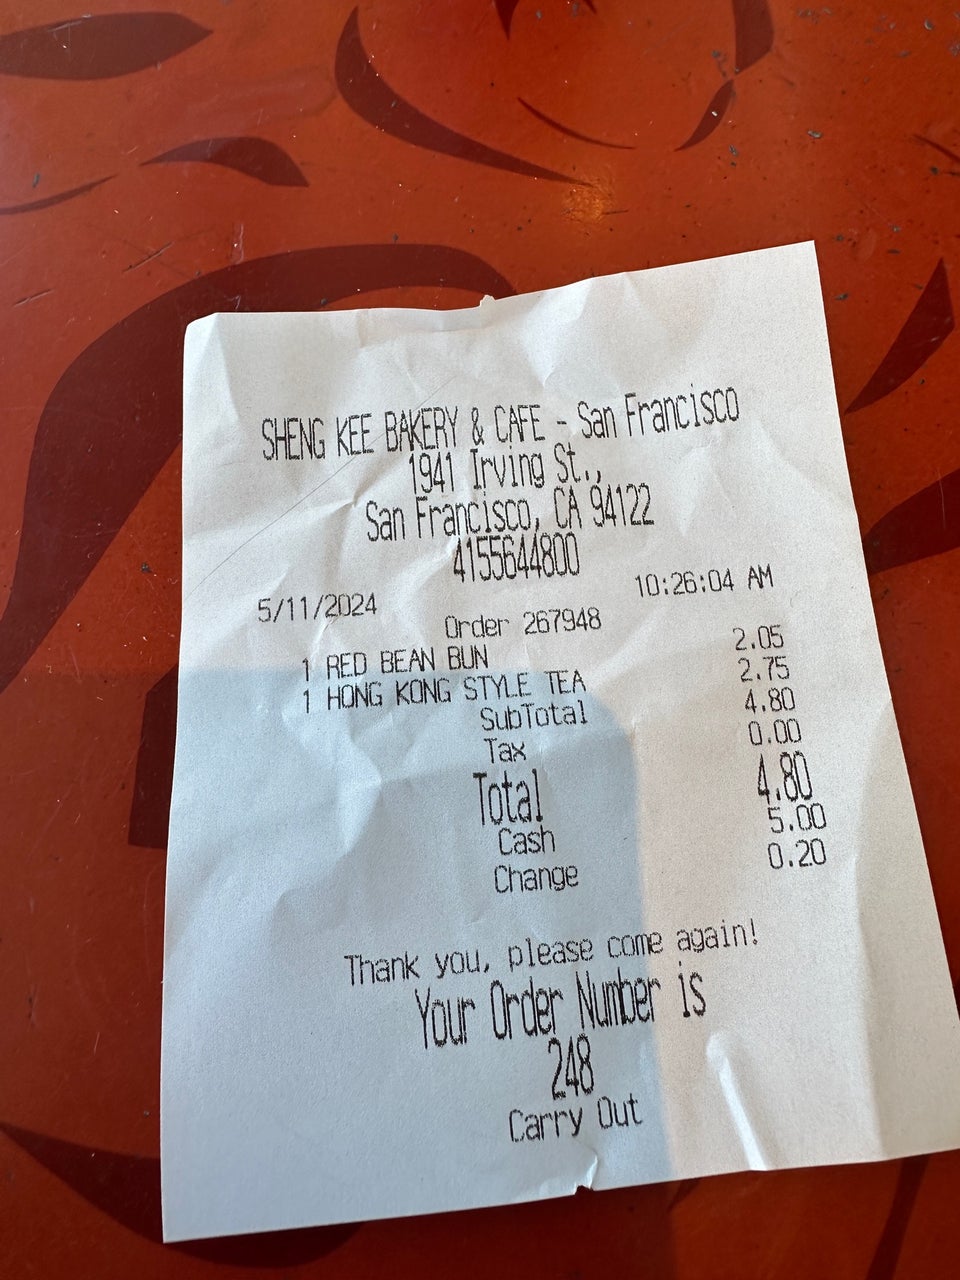 SHENG KEE BAKERY & CAFE - San Francisco
1941 Irving St.,
San Francisco, CA 94122
4155644800
5/11/2024 10:26:04 AM
Order 267948
1 RED BEAN BUN 2.05
1 HONG KONG STYLE TEA 2.75
SubTotal 4.80
Tax 0.00
Total 4.80
Cash 5.00
Change 0.20
Thank you, please come again!
Your Order Number is
248
Carry Out